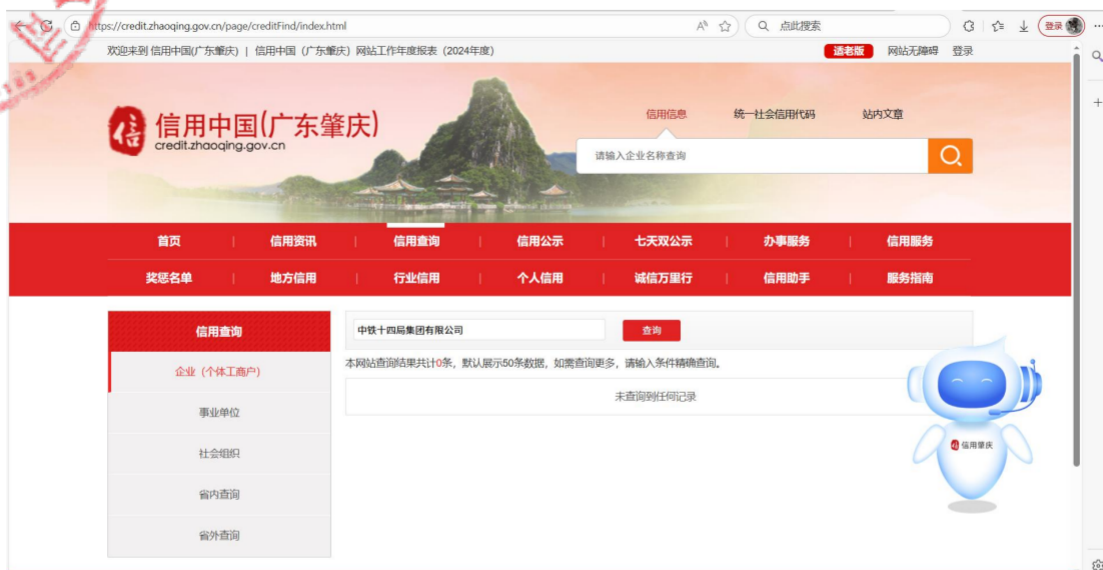 https://credit.zhaoqing.gov.cn/page/creditFind/index.html
点此搜索
登录
欢迎来到 信用中国(广东肇庆) | 信用中国（广东肇庆）网站工作年度报表（2024年度）
适老版 网站无障碍 登录
信 信用中国(广东肇庆)
credit.zhaoqing.gov.cn
信用信息 统一社会信用代码 站内文章
请输入企业名称查询
首页 | 信用资讯 | 信用查询 | 信用公示 | 七天双公示 | 办事服务 | 信用服务
奖惩名单 | 地方信用 | 行业信用 | 个人信用 | 诚信万里行 | 信用助手 | 服务指南
信用查询
企业（个体工商户）
事业单位
社会组织
省内查询
省外查询
中铁十四局集团有限公司 查询
本网站查询结果共计0条，默认展示50条数据，如需查询更多，请输入条件精确查询。
未查询到任何记录
信 信用肇庆